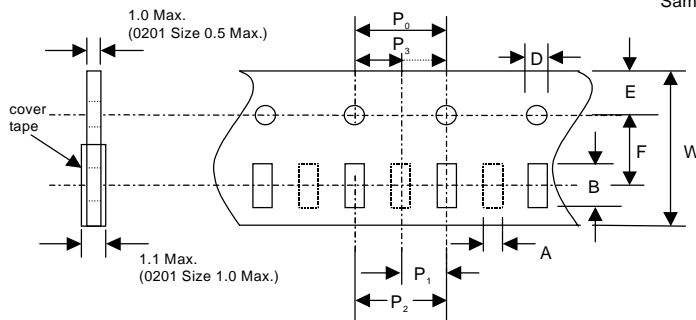 Sam
1.0 Max.
(0201 Size 0.5 Max.)
P0
P3
D
E
cover
tape
F
W
B
A
1.1 Max.
(0201 Size 1.0 Max.)
P1
P2